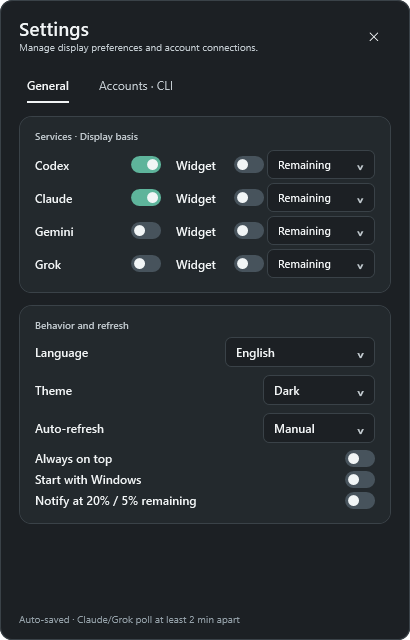 Settings
Manage display preferences and account connections.
General Accounts · CLI
Services · Display basis
Codex Widget Remaining
Claude Widget Remaining
Gemini Widget Remaining
Grok Widget Remaining
Behavior and refresh
Language English
Theme Dark
Auto-refresh Manual
Always on top
Start with Windows
Notify at 20% / 5% remaining
Auto-saved · Claude/Grok poll at least 2 min apart